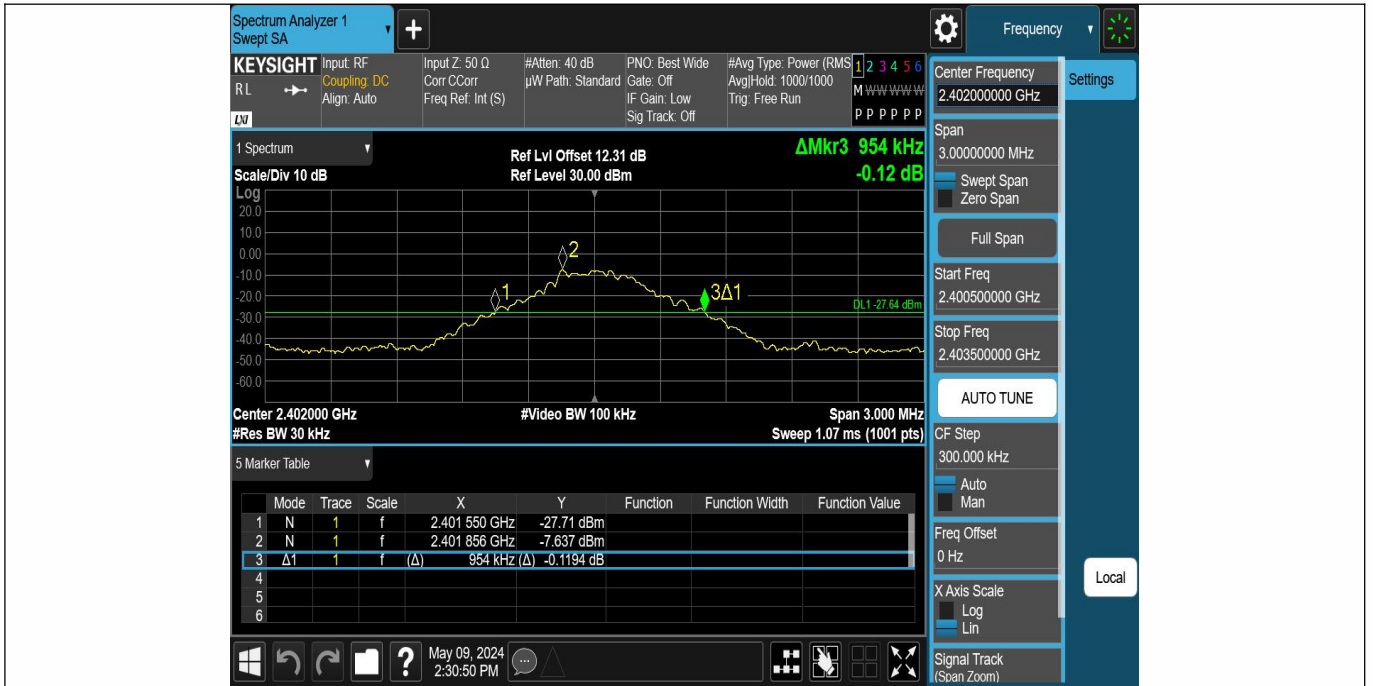 Spectrum Analyzer 1
Swept SA
+
Frequency
KEYSIGHT
RL
LXI
Input: RF
Coupling: DC
Align: Auto
Input Z: 50 Ω
Corr CCorr
Freq Ref: Int (S)
#Atten: 40 dB
µW Path: Standard
PNO: Best Wide
Gate: Off
IF Gain: Low
Sig Track: Off
#Avg Type: Power (RMS
Avg|Hold: 1000/1000
Trig: Free Run
1 2 3 4 5 6
M W W W W W
P P P P P P
Center Frequency
2.402000000 GHz
Settings
Span
3.00000000 MHz
Swept Span
Zero Span
Full Span
Start Freq
2.400500000 GHz
Stop Freq
2.403500000 GHz
AUTO TUNE
CF Step
300.000 kHz
Auto
Man
Freq Offset
0 Hz
X Axis Scale
Log
Lin
Signal Track
(Span Zoom)
Local
1 Spectrum
Scale/Div 10 dB
Ref Lvl Offset 12.31 dB
Ref Level 30.00 dBm
ΔMkr3 954 kHz
-0.12 dB
Log
20.0
10.0
0.00
-10.0
-20.0
-30.0
-40.0
-50.0
-60.0
1
2
3Δ1
DL1 -27.64 dBm
Center 2.402000 GHz
#Res BW 30 kHz
#Video BW 100 kHz
Span 3.000 MHz
Sweep 1.07 ms (1001 pts)
5 Marker Table
Mode Trace Scale X Y Function Function Width Function Value
1 N 1 f 2.401 550 GHz -27.71 dBm
2 N 1 f 2.401 856 GHz -7.637 dBm
3 Δ1 1 f (Δ) 954 kHz (Δ) -0.1194 dB
4
5
6
?
May 09, 2024
2:30:50 PM